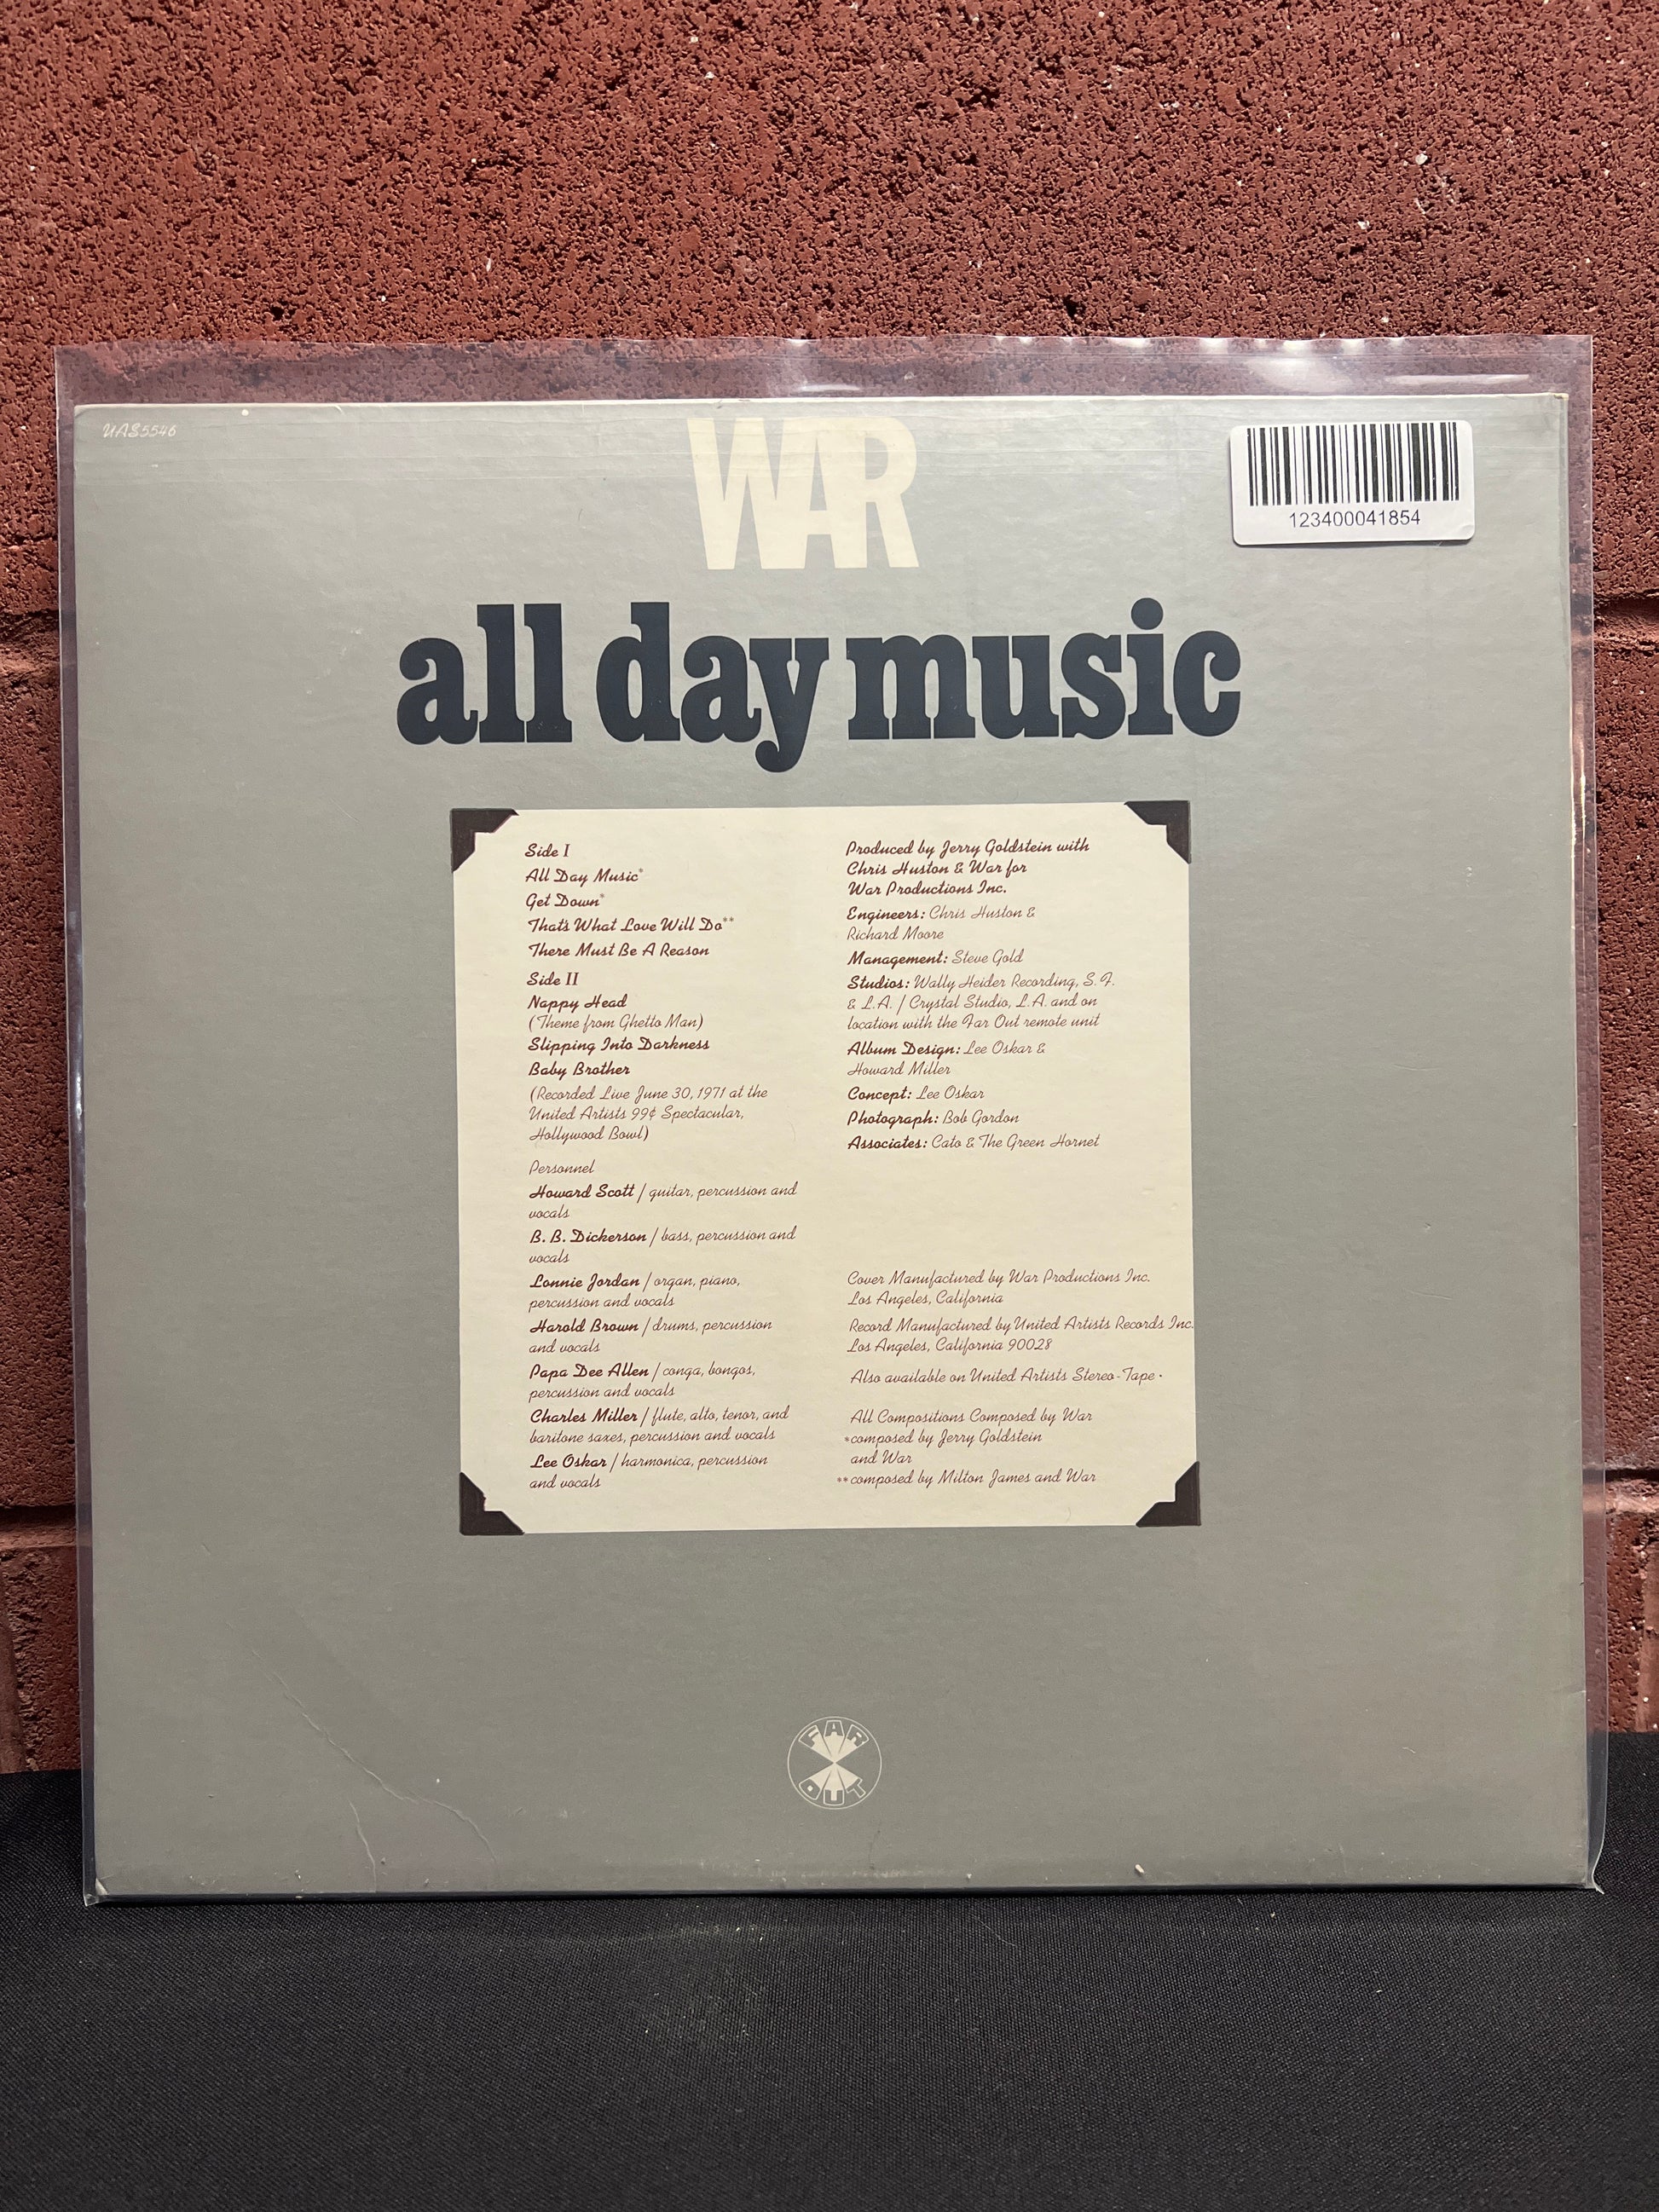 UAS5546
WAR
123400041854
all day music
Side I
All Day Music*
Get Down*
That's What Love Will Do**
There Must Be A Reason
Side II
Nappy Head
(Theme from Ghetto Man)
Slipping Into Darkness
Baby Brother
(Recorded Live June 30, 1971 at the
United Artists 99¢ Spectacular,
Hollywood Bowl)
Personnel
Howard Scott / guitar, percussion and
vocals
B. B. Dickerson / bass, percussion and
vocals
Lonnie Jordan / organ, piano,
percussion and vocals
Harold Brown / drums, percussion
and vocals
Papa Dee Allen / conga, bongos,
percussion and vocals
Charles Miller / flute, alto, tenor, and
baritone saxes, percussion and vocals
Lee Oskar / harmonica, percussion
and vocals
Produced by Jerry Goldstein with
Chris Huston & War for
War Productions Inc.
Engineers: Chris Huston &
Richard Moore
Management: Steve Gold
Studios: Wally Heider Recording, S.F.
& L.A. / Crystal Studio, L.A. and on
location with the Far Out remote unit
Album Design: Lee Oskar &
Howard Miller
Concept: Lee Oskar
Photograph: Bob Gordon
Associates: Cato & The Green Hornet
Cover Manufactured by War Productions Inc.
Los Angeles, California
Record Manufactured by United Artists Records Inc.
Los Angeles, California 90028
Also available on United Artists Stereo-Tape •
All Compositions Composed by War
*composed by Jerry Goldstein
and War
**composed by Milton James and War
FAR
OUT